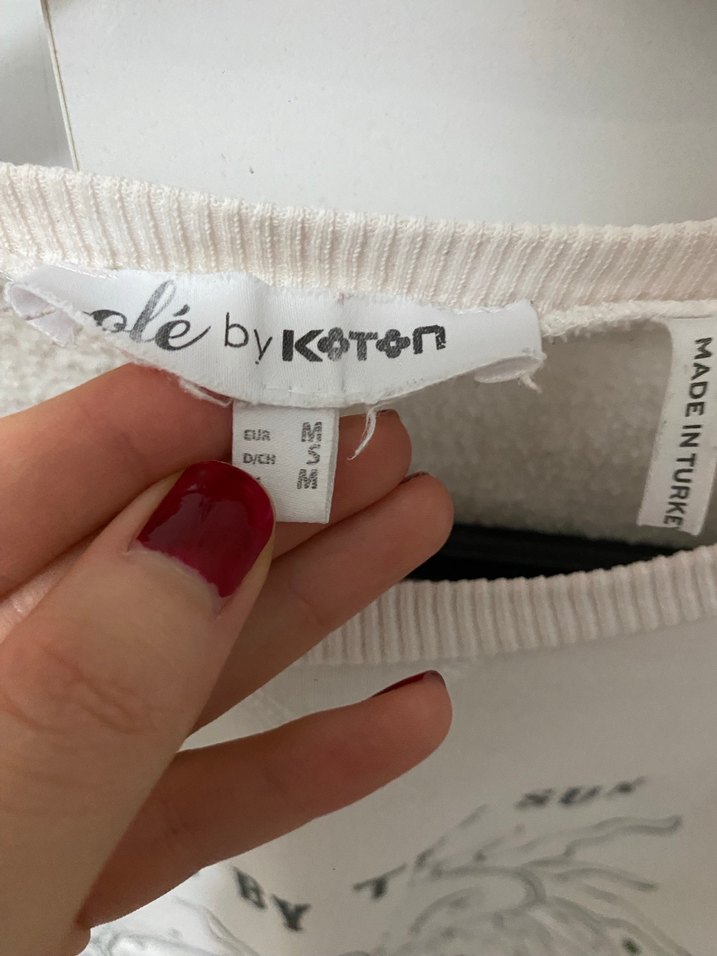 olé by KOTON
EUR M
D/CH S
M
MADE IN TURKE
SUN
BY T